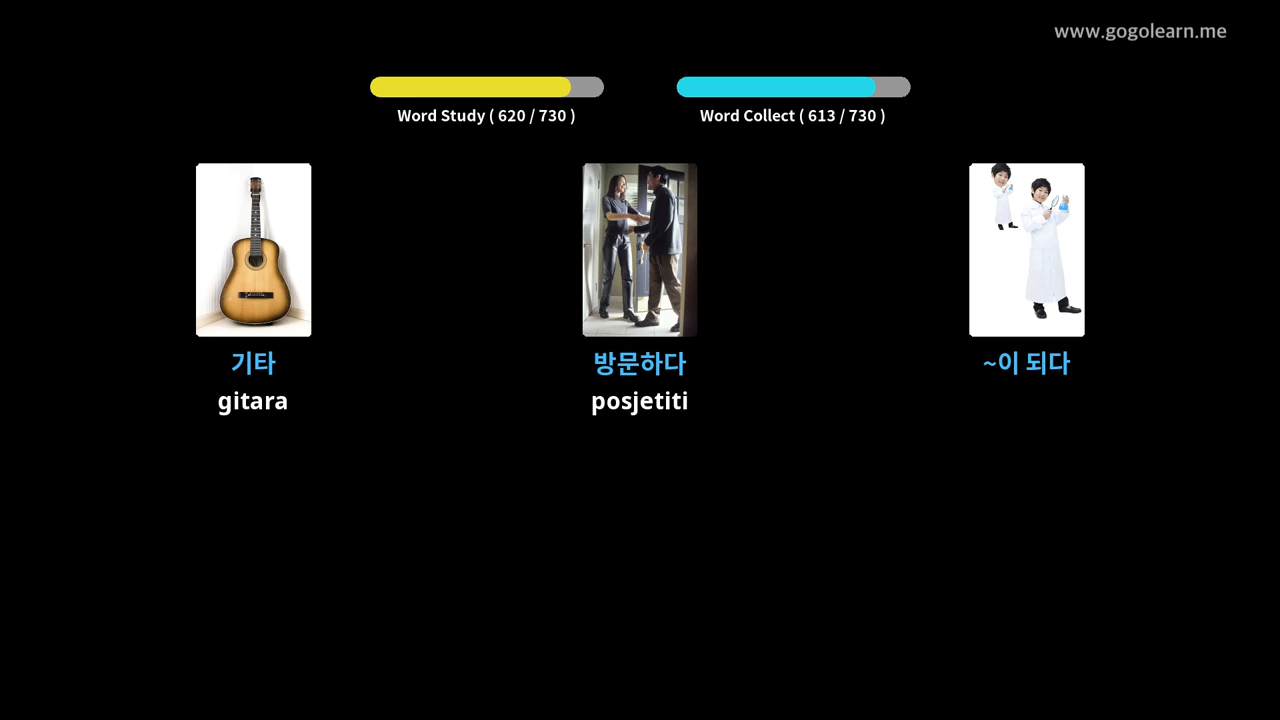 www.gogolearn.me
Word Study ( 620 / 730 )
Word Collect ( 613 / 730 )
기타
방문하다
~이 되다
gitara
posjetiti